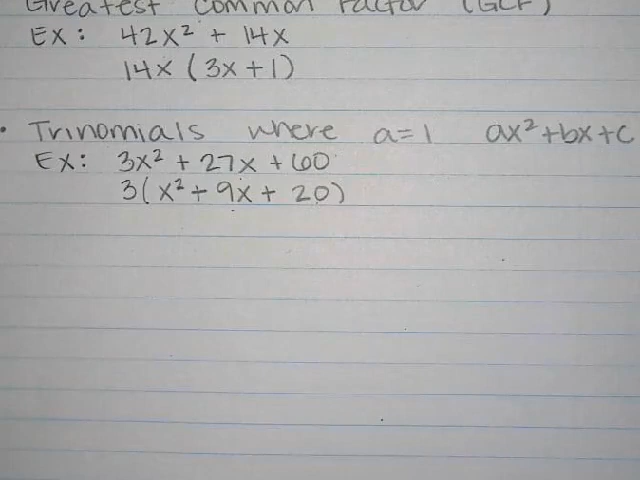 Greatest Common Factor (GCF)
Ex: 42x² + 14x
14x (3x + 1)
• Trinomials where a=1 ax²+bx+c
Ex: 3x² + 27x + 60
3(x² + 9x + 20)